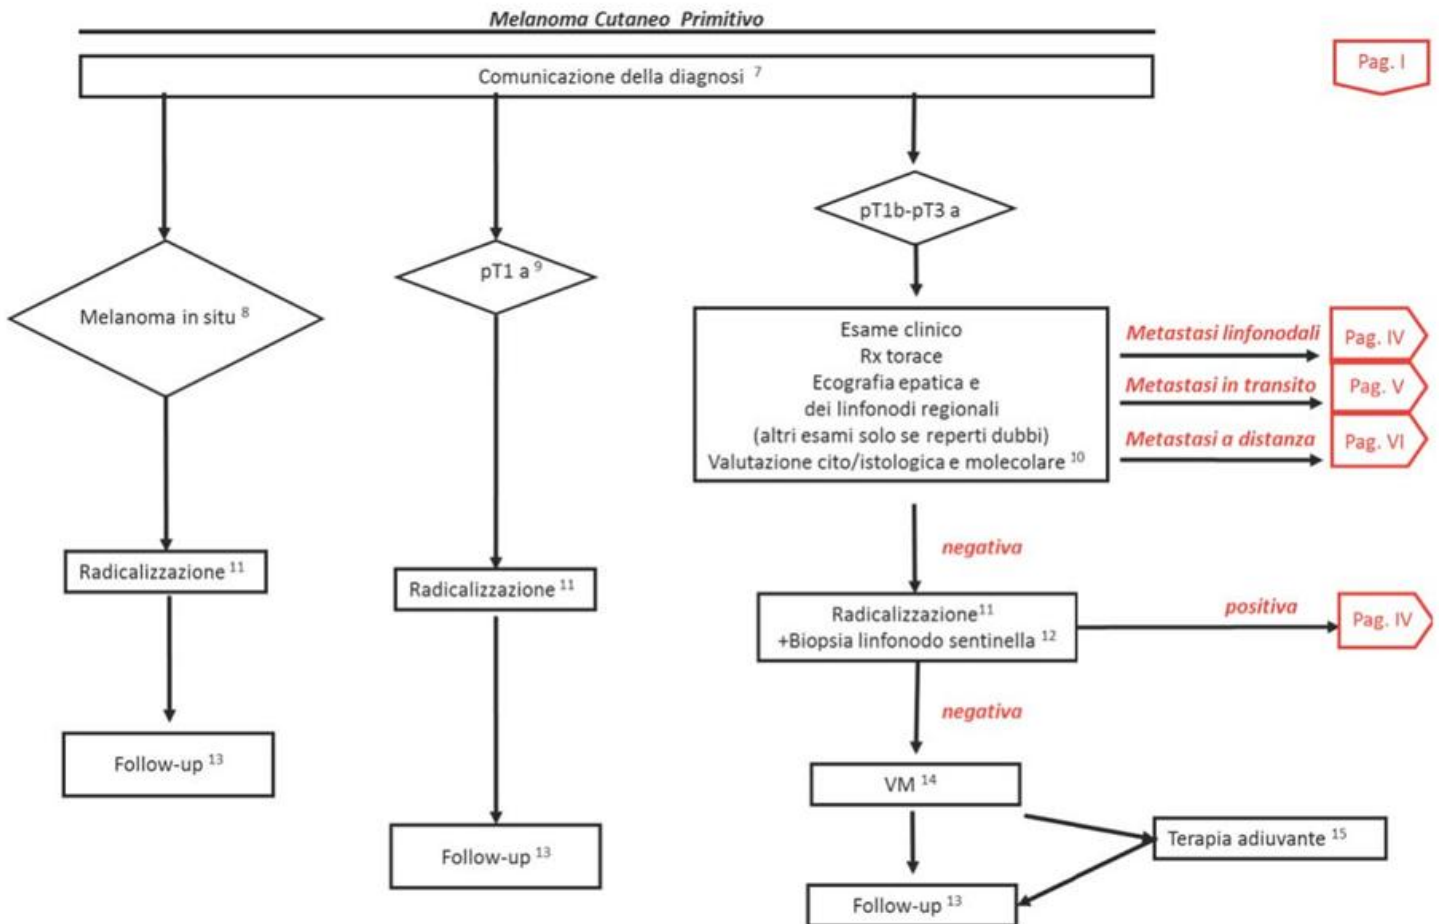 Melanoma Cutaneo Primitivo
Comunicazione della diagnosi 7
Pag. I
pT1b-pT3 a
pT1 a 9
Melanoma in situ 8
Esame clinico
Rx torace
Ecografia epatica e
dei linfonodi regionali
(altri esami solo se reperti dubbi)
Valutazione cito/istologica e molecolare 10
Metastasi linfonodali
Pag. IV
Metastasi in transito
Pag. V
Metastasi a distanza
Pag. VI
negativa
Radicalizzazione 11
Radicalizzazione 11
Radicalizzazione11
+Biopsia linfonodo sentinella 12
positiva
Pag. IV
negativa
Follow-up 13
VM 14
Terapia adiuvante 15
Follow-up 13
Follow-up 13